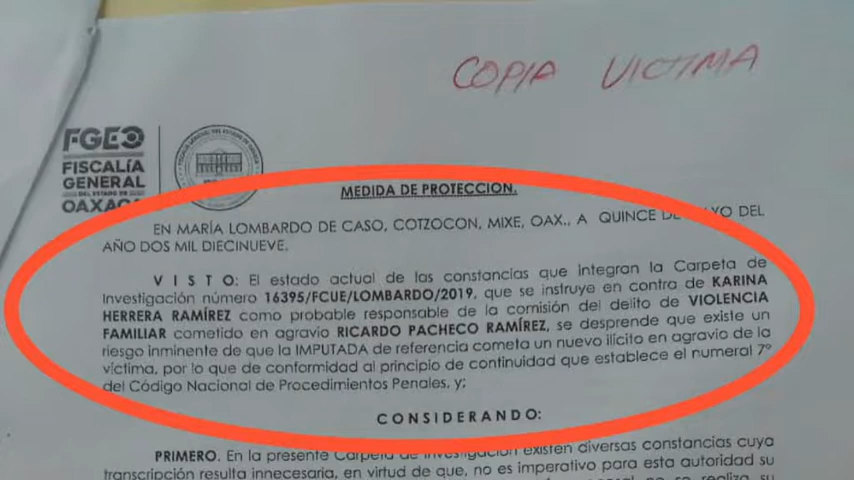 COPIA VICTIMA
FGEO
FISCALÍA
GENERAL
DEL ESTADO DE
OAXACA
MEDIDA DE PROTECCION.
EN MARÍA LOMBARDO DE CASO, COTZOCON, MIXE, OAX., A QUINCE DE MAYO DEL
AÑO DOS MIL DIECINUEVE.
V I S T O: El estado actual de las constancias que integran la Carpeta de
Investigación número 16395/FCUE/LOMBARDO/2019, que se instruye en contra de KARINA
HERRERA RAMÍREZ como probable responsable de la comisión del delito de VIOLENCIA
FAMILIAR cometido en agravio RICARDO PACHECO RAMÍREZ, se desprende que existe un
riesgo inminente de que la IMPUTADA de referencia cometa un nuevo ilícito en agravio de la
víctima, por lo que de conformidad al principio de continuidad que establece el numeral 7°
del Código Nacional de Procedimientos Penales, y;
C O N S I D E R A N D O:
PRIMERO. En la presente Carpeta de Investigación existen diversas constancias cuya
transcripción resulta innecesaria, en virtud de que, no es imperativo para esta autoridad su
se realiza su